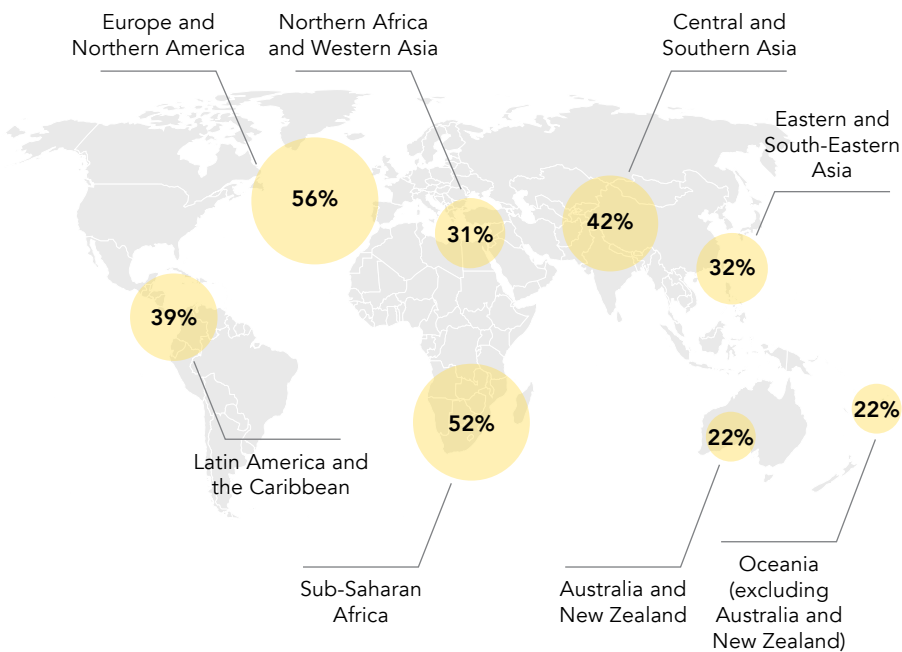 Europe and
Northern America
Northern Africa
and Western Asia
Central and
Southern Asia
Eastern and
South-Eastern
Asia
56%
31%
42%
32%
39%
52%
22%
22%
Latin America and
the Caribbean
Sub-Saharan
Africa
Australia and
New Zealand
Oceania
(excluding
Australia and
New Zealand)